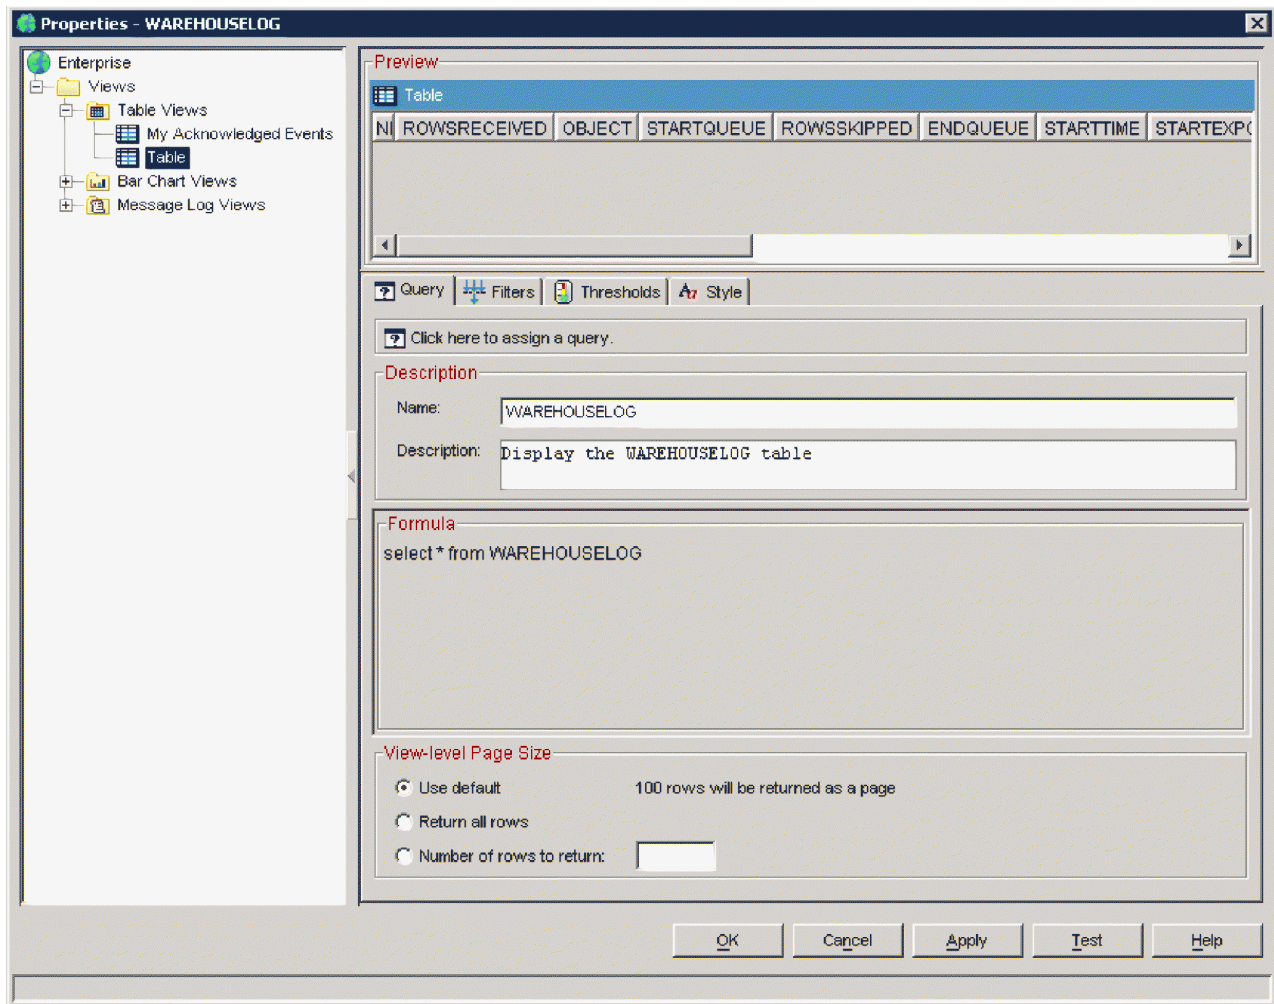 Properties - WAREHOUSELOG
Enterprise
Views
Table Views
My Acknowledged Events
Table
Bar Chart Views
Message Log Views
Preview
Table
ROWSRECEIVED OBJECT STARTQUEUE ROWSSKIPPED ENDQUEUE STARTTIME STARTEXPO
Query Filters Thresholds Style
Click here to assign a query.
Description
Name: WAREHOUSELOG
Description: Display the WAREHOUSELOG table
Formula
select * from WAREHOUSELOG
View-level Page Size
Use default 100 rows will be returned as a page
Return all rows
Number of rows to return:
OK Cancel Apply Test Help